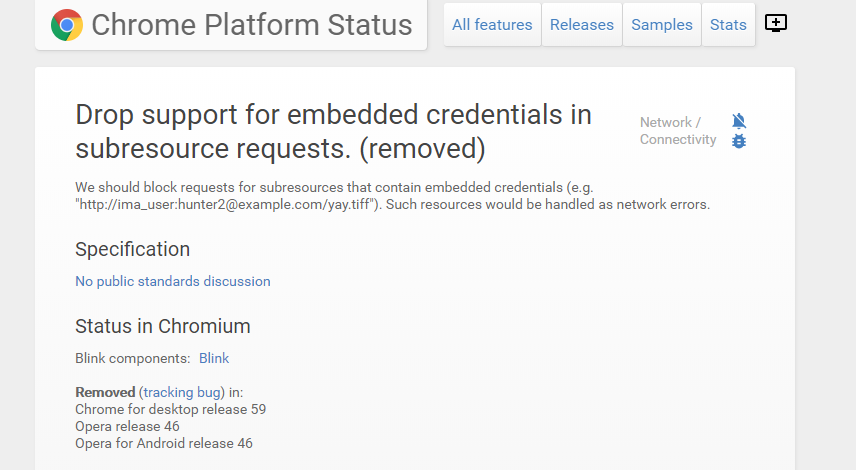 Chrome Platform Status
All features
Releases
Samples
Stats
Drop support for embedded credentials in
subresource requests. (removed)
Network /
Connectivity
We should block requests for subresources that contain embedded credentials (e.g.
"http://ima_user:hunter2@example.com/yay.tiff"). Such resources would be handled as network errors.
Specification
No public standards discussion
Status in Chromium
Blink components: Blink
Removed (tracking bug) in:
Chrome for desktop release 59
Opera release 46
Opera for Android release 46